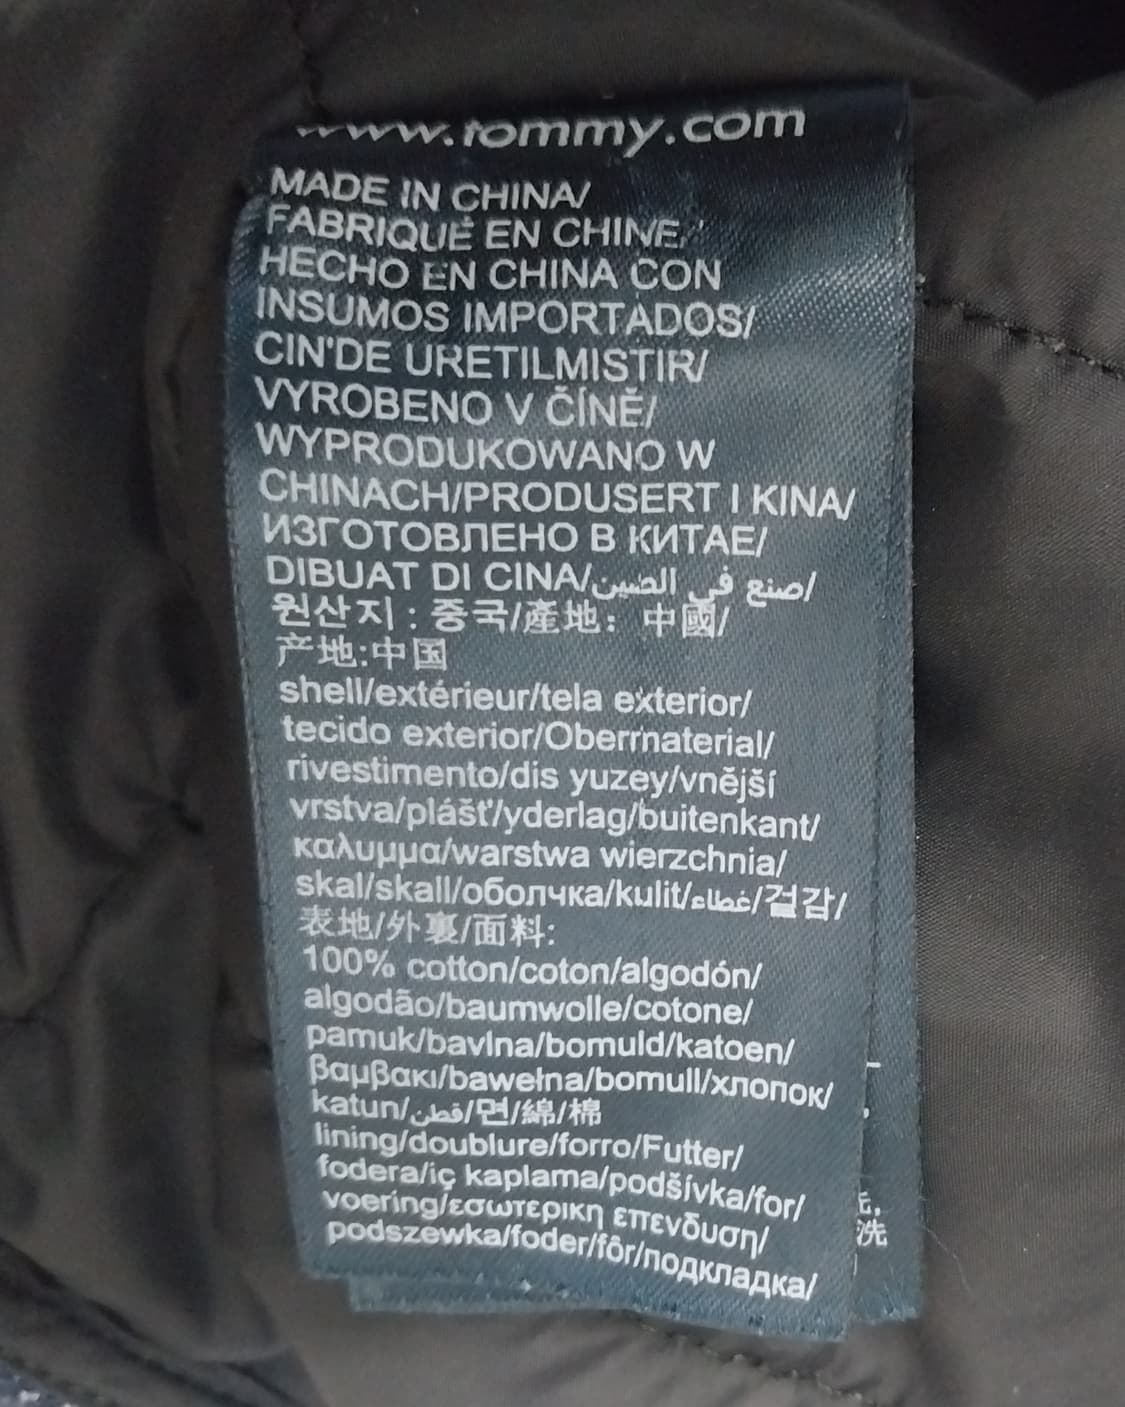 www.tommy.com
MADE IN CHINA/
FABRIQUÉ EN CHINE/
HECHO EN CHINA CON
INSUMOS IMPORTADOS/
CIN'DE URETILMISTIR/
VYROBENO V ČÍNĚ/
WYPRODUKOWANO W
CHINACH/PRODUSERT I KINA/
ИЗГОТОВЛЕНО В КИТАЕ/
DIBUAT DI CINA/صنع في الصين/
원산지 : 중국/產地: 中國/
产地:中国
shell/extérieur/tela exterior/
tecido exterior/Obermaterial/
rivestimento/dis yuzey/vnější
vrstva/plášť/yderlag/buitenkant/
καλυμμα/warstwa wierzchnia/
skal/skall/оболчка/kulit/غطاء/겉감/
表地/外裏/面料:
100% cotton/coton/algodón/
algodão/baumwolle/cotone/
pamuk/bavlna/bomuld/katoen/
βαμβακι/bawełna/bomull/хлопок/
katun/قطن/면/綿/棉
lining/doublure/forro/Futter/
fodera/iç kaplama/podšívka/for/
voering/εσωτερικη επενδυση/
podszewka/foder/fôr/подкладка/
洗